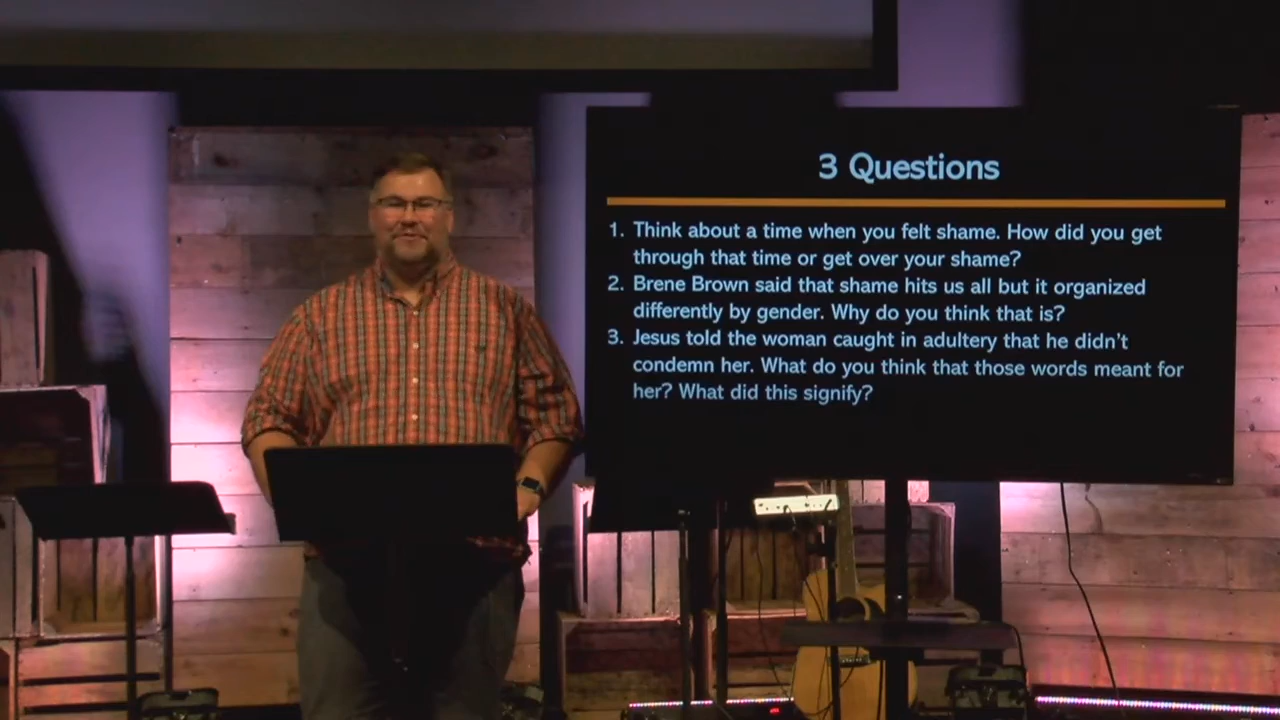 3 Questions
1. Think about a time when you felt shame. How did you get
through that time or get over your shame?
2. Brene Brown said that shame hits us all but it organized
differently by gender. Why do you think that is?
3. Jesus told the woman caught in adultery that he didn't
condemn her. What do you think that those words meant for
her? What did this signify?